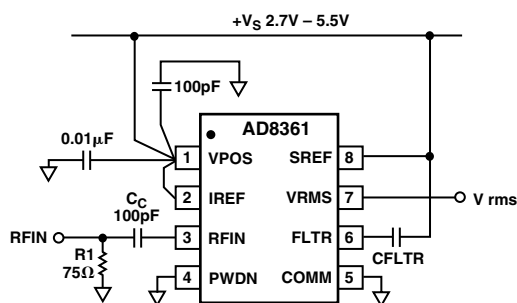 +VS 2.7V – 5.5V
100pF
AD8361
0.01µF
1 VPOS SREF 8
2 IREF VRMS 7 V rms
CC
100pF
RFIN 3 RFIN FLTR 6
R1
75Ω
CFLTR
4 PWDN COMM 5